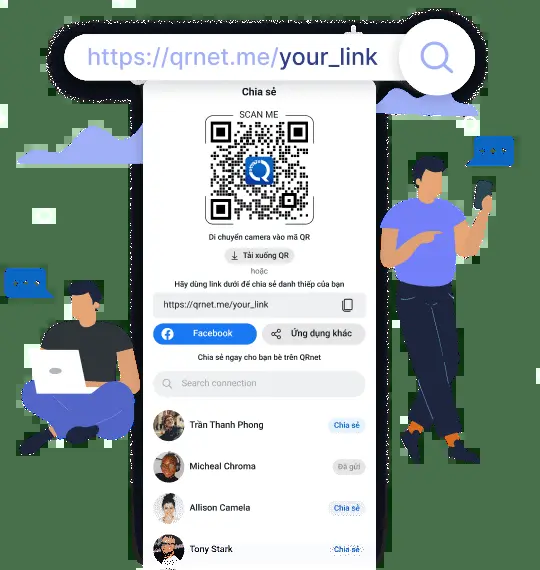 https://qrnet.me/your_link
Chia sẻ
SCAN ME
Di chuyển camera vào mã QR
Tải xuống QR
hoặc
Hãy dùng link dưới để chia sẻ danh thiếp của bạn
https://qrnet.me/your_link
Facebook
Ứng dụng khác
Chia sẻ ngay cho bạn bè trên QRnet
Search connection
Trần Thanh Phong
Chia sẻ
Micheal Chroma
Đã gửi
Allison Camela
Chia sẻ
Tony Stark
Chia sẻ